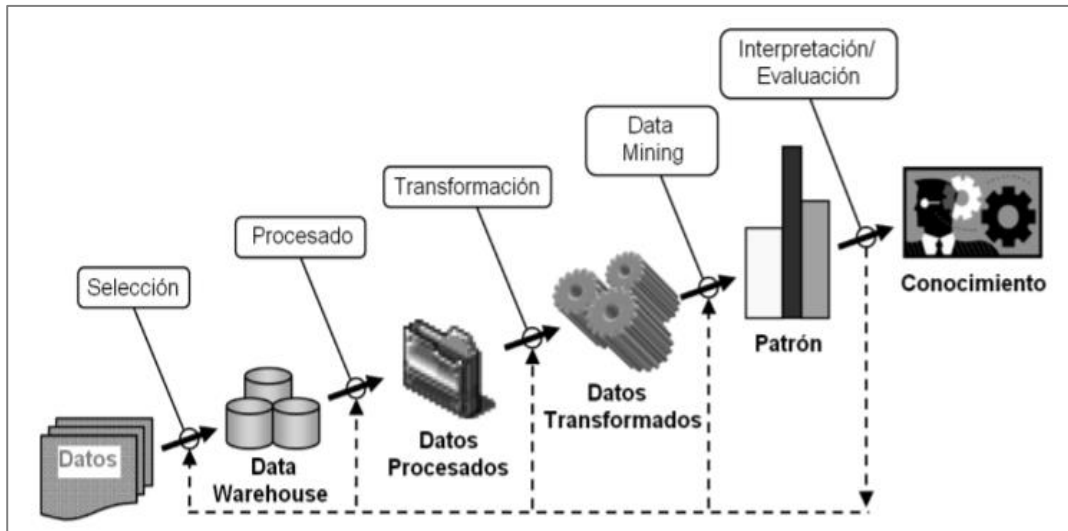 Interpretación/
Evaluación
Data
Mining
Transformación
Procesado
Selección
Conocimiento
Patrón
Datos
Transformados
Datos
Procesados
Data
Warehouse
Datos